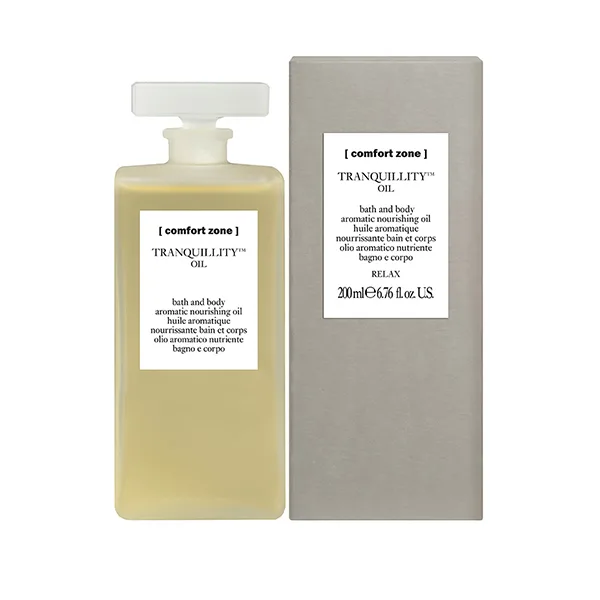 [ comfort zone ]
TRANQUILLITY™
OIL
bath and body
aromatic nourishing oil
huile aromatique
nourrissante bain et corps
olio aromatico nutriente
bagno e corpo
[ comfort zone ]
TRANQUILLITY™
OIL
bath and body
aromatic nourishing oil
huile aromatique
nourrissante bain et corps
olio aromatico nutriente
bagno e corpo
RELAX
200 ml ℮ 6.76 fl. oz. U.S.